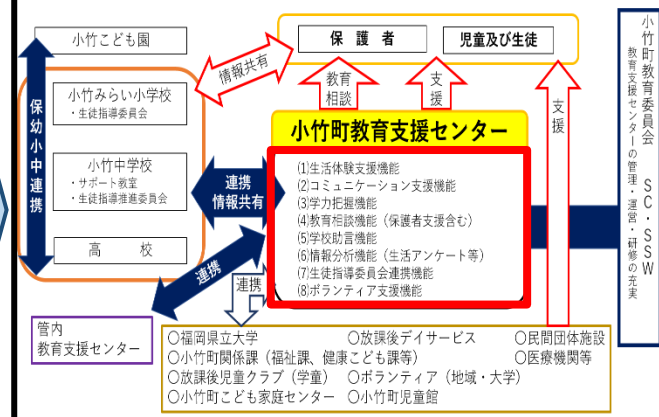 小竹こども園
保護者
児童及び生徒
小竹町教育委員会　SC・SSW
教育支援センターの管理・運営・研修の充実
情報共有
教育
相談
支援
支援
小竹みらい小学校
・生徒指導委員会
保幼小中連携
小竹町教育支援センター
(1)生活体験支援機能
(2)コミュニケーション支援機能
(3)学力把握機能
(4)教育相談機能（保護者支援含む）
(5)学校助言機能
(6)情報分析機能（生活アンケート等）
(7)生徒指導委員会連携機能
(8)ボランティア支援機能
小竹中学校
・サポート教室
・生徒指導推進委員会
連携
情報共有
高　校
連携
連携
管内
教育支援センター
〇福岡県立大学　〇放課後デイサービス　〇民間団体施設
〇小竹町関係課（福祉課、健康こども課等）　〇医療機関等
〇放課後児童クラブ（学童）　〇ボランティア（地域・大学）
〇小竹町こども家庭センター　〇小竹町児童館